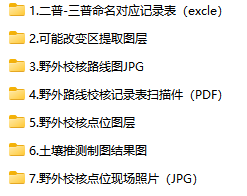 1.二普-三普命名对应记录表（excle）
2.可能改变区提取图层
3.野外校核路线图JPG
4.野外路线校核记录表扫描件（PDF）
5.野外校核点位图层
6.土壤推测制图结果图
7.野外校核点位现场照片（JPG）